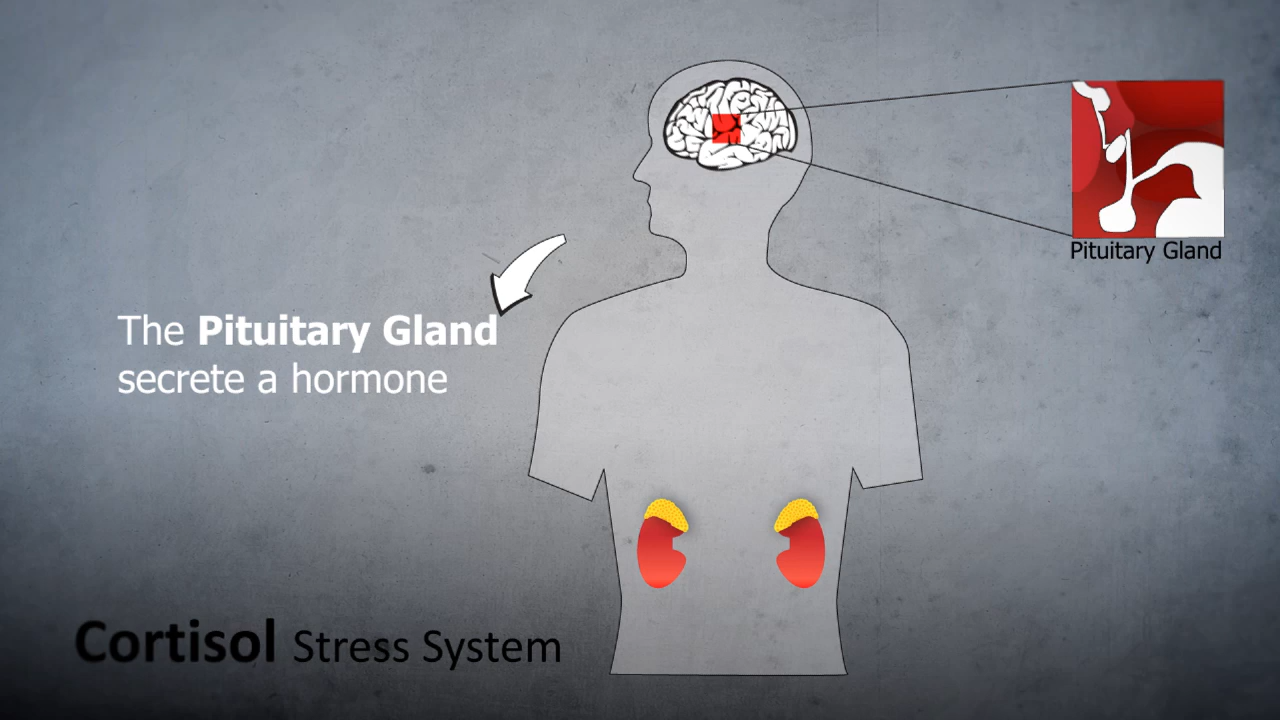 Pituitary Gland
The Pituitary Gland
secrete a hormone
Cortisol Stress System